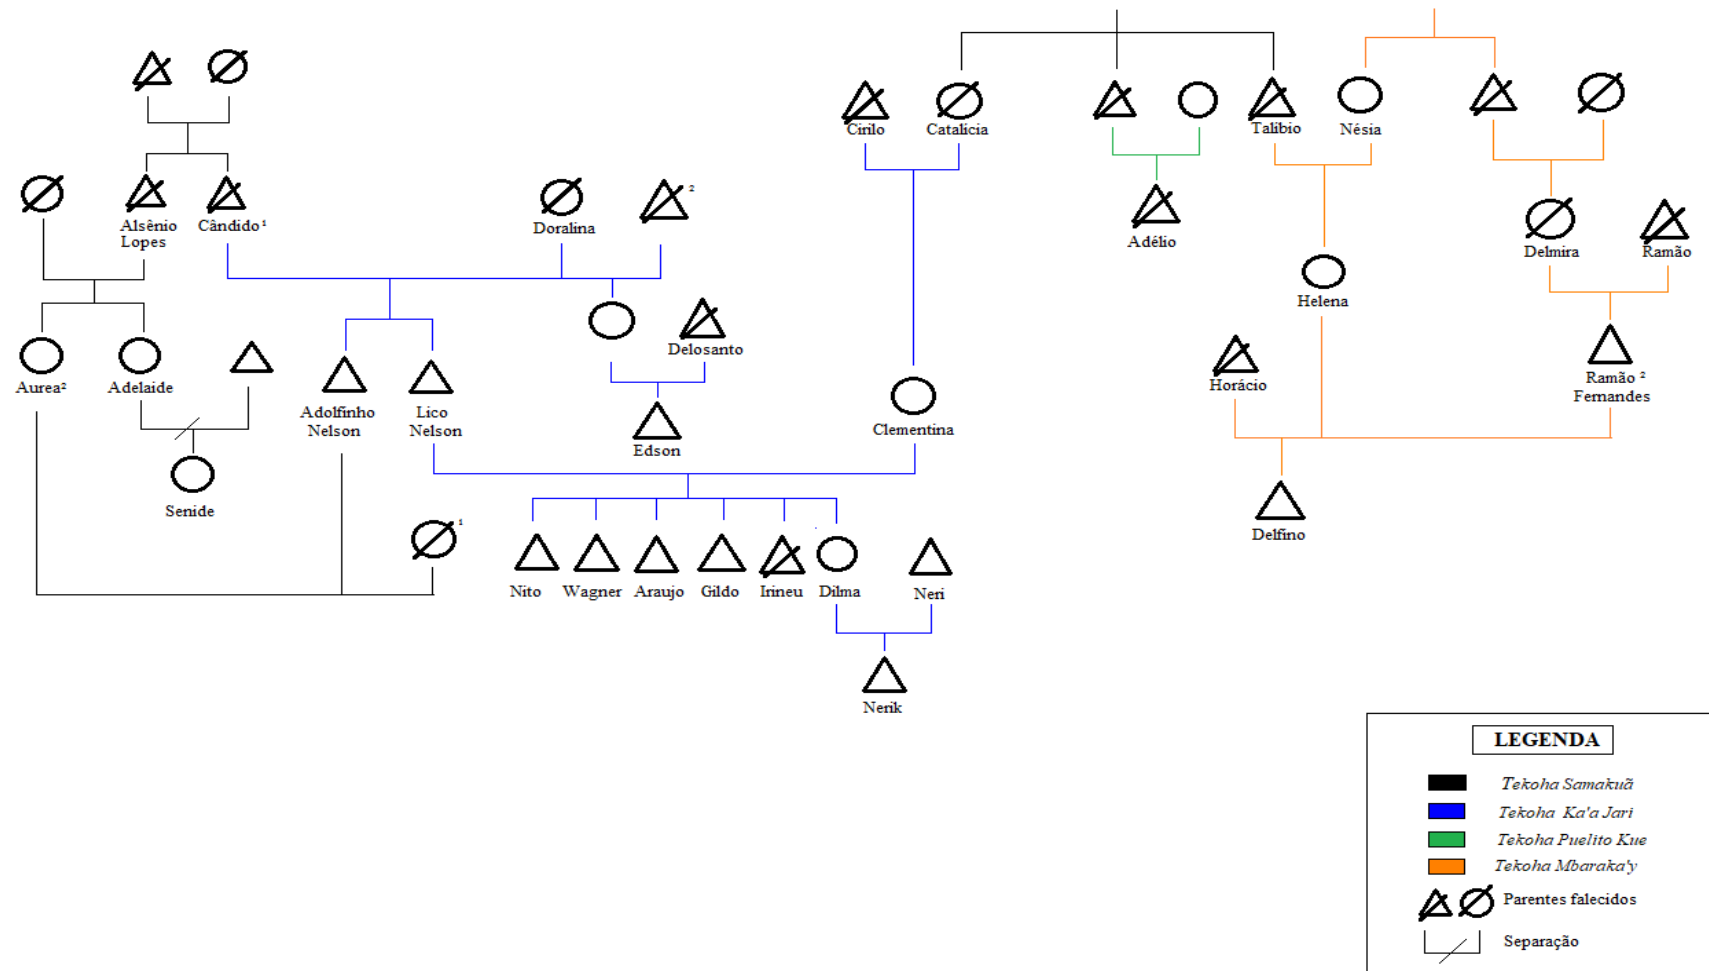 Cirilo
Catalícia
Talíbio
Nésia
Alsênio
Lopes
Cândido¹
Doralina
²
Adélio
Delmira
Ramão
Helena
Delosanto
Aurea²
Adelaide
Horácio
Ramão ²
Fernandes
Adolfinho
Nelson
Lico
Nelson
Edson
Clementina
Senide
¹
Delfino
Nito
Wagner
Araujo
Gildo
Irineu
Dilma
Neri
Nerik
LEGENDA
Tekoha Samakuã
Tekoha Ka'a Jari
Tekoha Puelito Kue
Tekoha Mbaraka'y
Parentes falecidos
Separação